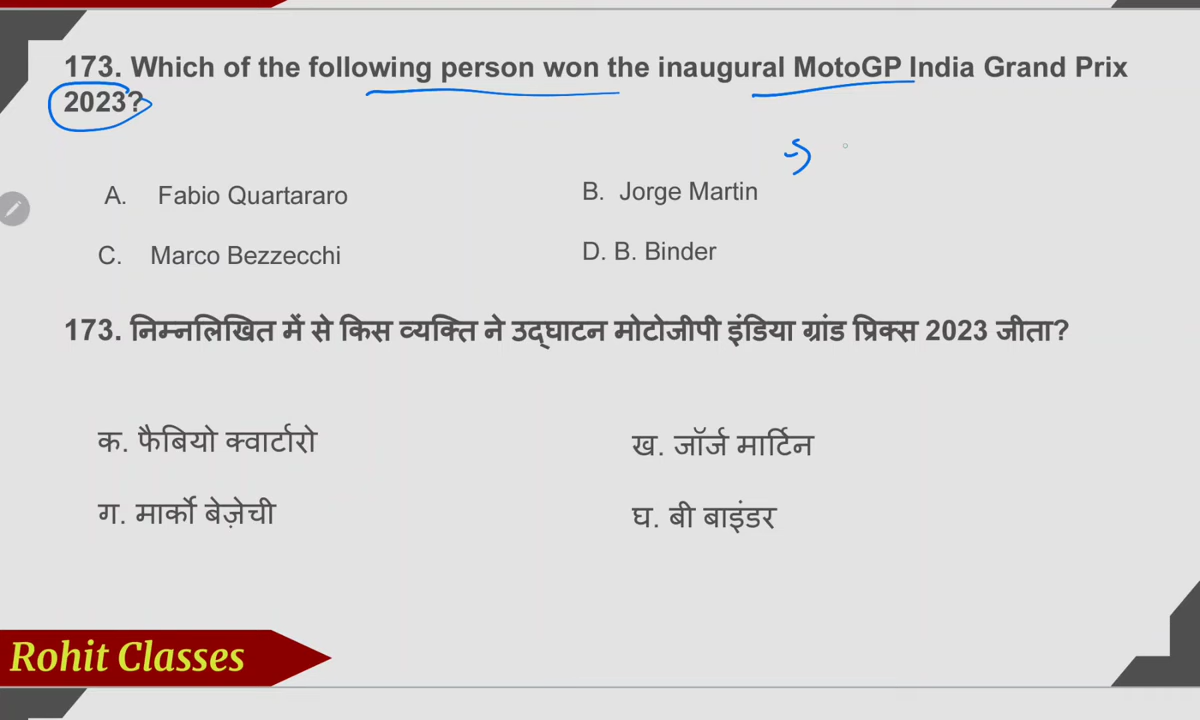 173. Which of the following person won the inaugural MotoGP India Grand Prix
2023?
A. Fabio Quartararo
B. Jorge Martin
C. Marco Bezzecchi
D. B. Binder
173. निम्नलिखित में से किस व्यक्ति ने उद्घाटन मोटोजीपी इंडिया ग्रांड प्रिक्स 2023 जीता?
क. फैबियो क्वार्टारो
ख. जॉर्ज मार्टिन
ग. मार्को बेज़ेची
घ. बी बाइंडर
Rohit Classes